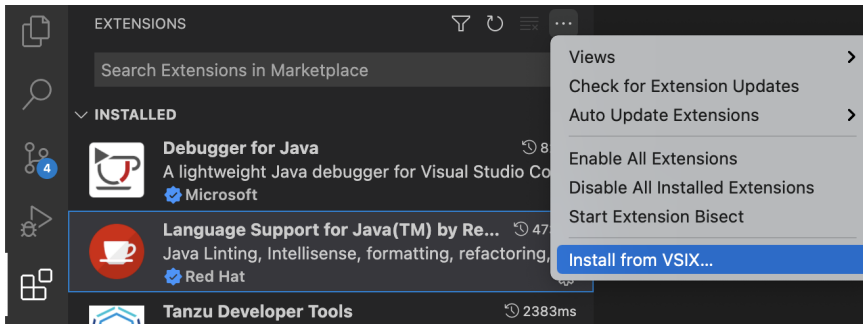 EXTENSIONS
Search Extensions in Marketplace
INSTALLED
Debugger for Java 8
A lightweight Java debugger for Visual Studio Co
Microsoft
Language Support for Java(TM) by Re... 47
Java Linting, Intellisense, formatting, refactoring,
Red Hat
Tanzu Developer Tools 2383ms
4
Views
Check for Extension Updates
Auto Update Extensions
Enable All Extensions
Disable All Installed Extensions
Start Extension Bisect
Install from VSIX...